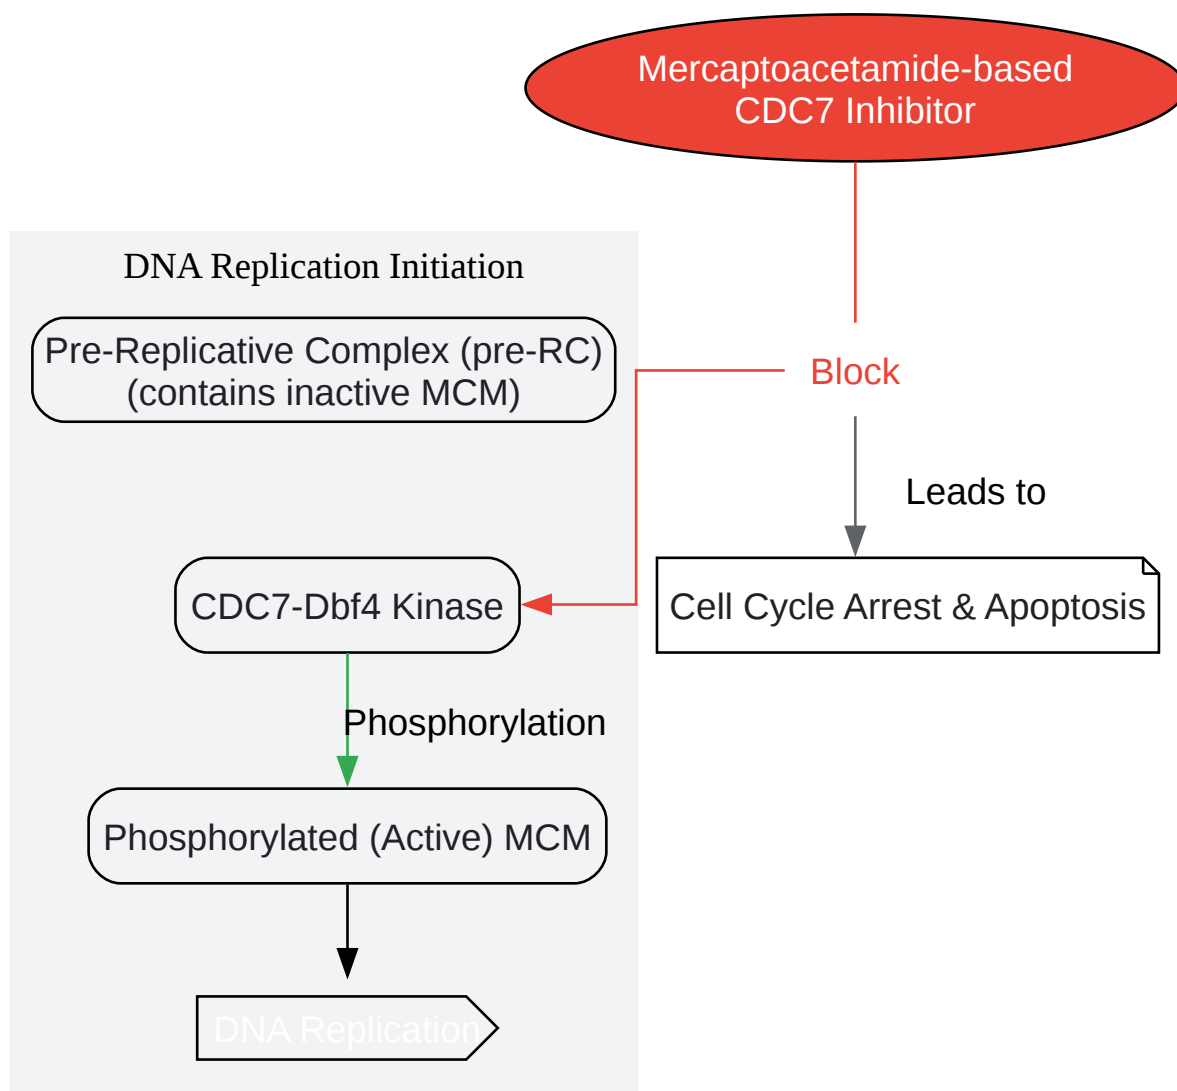 Mercaptoacetamide-based
CDC7 Inhibitor
DNA Replication Initiation
Pre-Replicative Complex (pre-RC)
(contains inactive MCM)
Block
Leads to
CDC7-Dbf4 Kinase
Cell Cycle Arrest & Apoptosis
Phosphorylation
Phosphorylated (Active) MCM
DNA Replication